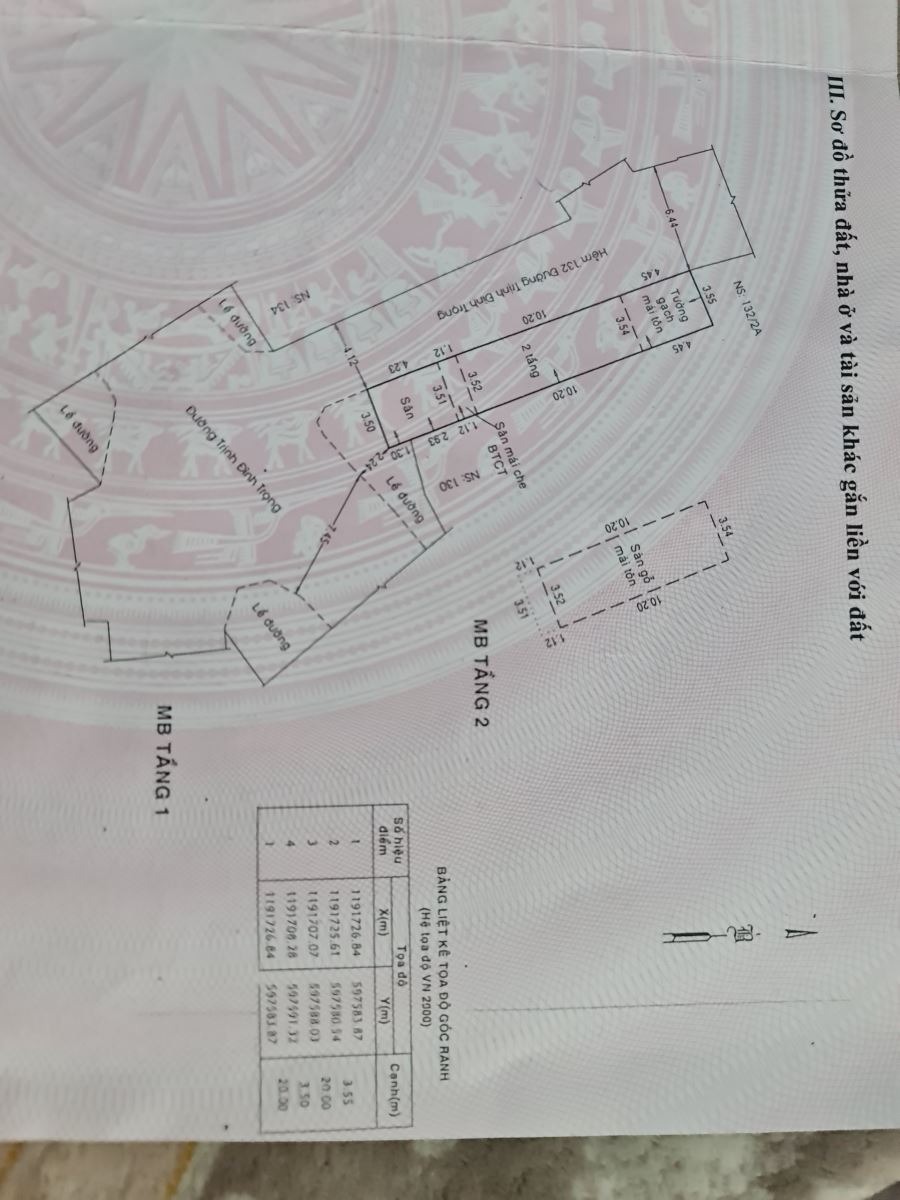 III. Sơ đồ thửa đất, nhà ở và tài sản khác gắn liền với đất
NS: 132/2A
3.55
6.44
4.45
Tường
gạch
mái tôn
4.45
3.54
Hẻm 132 Đường Trịnh Đình Trọng
10.20
2 tầng
10.20
1.12
3.52
1.12
3.51
Sân mái che
BTCT
4.23
Sân
2.93
NS: 130
4.12
3.50
2.24
NS: 134
Lề đường
Lề đường
Lề đường
Lề đường
Đường Trịnh Đình Trọng
7.55
MB TẦNG 1
3.54
10.20
Sàn gỗ
mái tôn
10.20
1.12
3.52
3.51
1.12
MB TẦNG 2
BẢNG LIỆT KÊ TỌA ĐỘ GÓC RANH
(Hệ tọa độ VN 2000)
Số hiệu điểm Tọa độ Cạnh(m)
X(m) Y(m)
1 1191726.84 597583.87
3.55
2 1191725.61 597580.54
20.00
3 1191707.07 597588.03
3.50
4 1191708.28 597591.32
20.00
1 1191726.84 597583.87